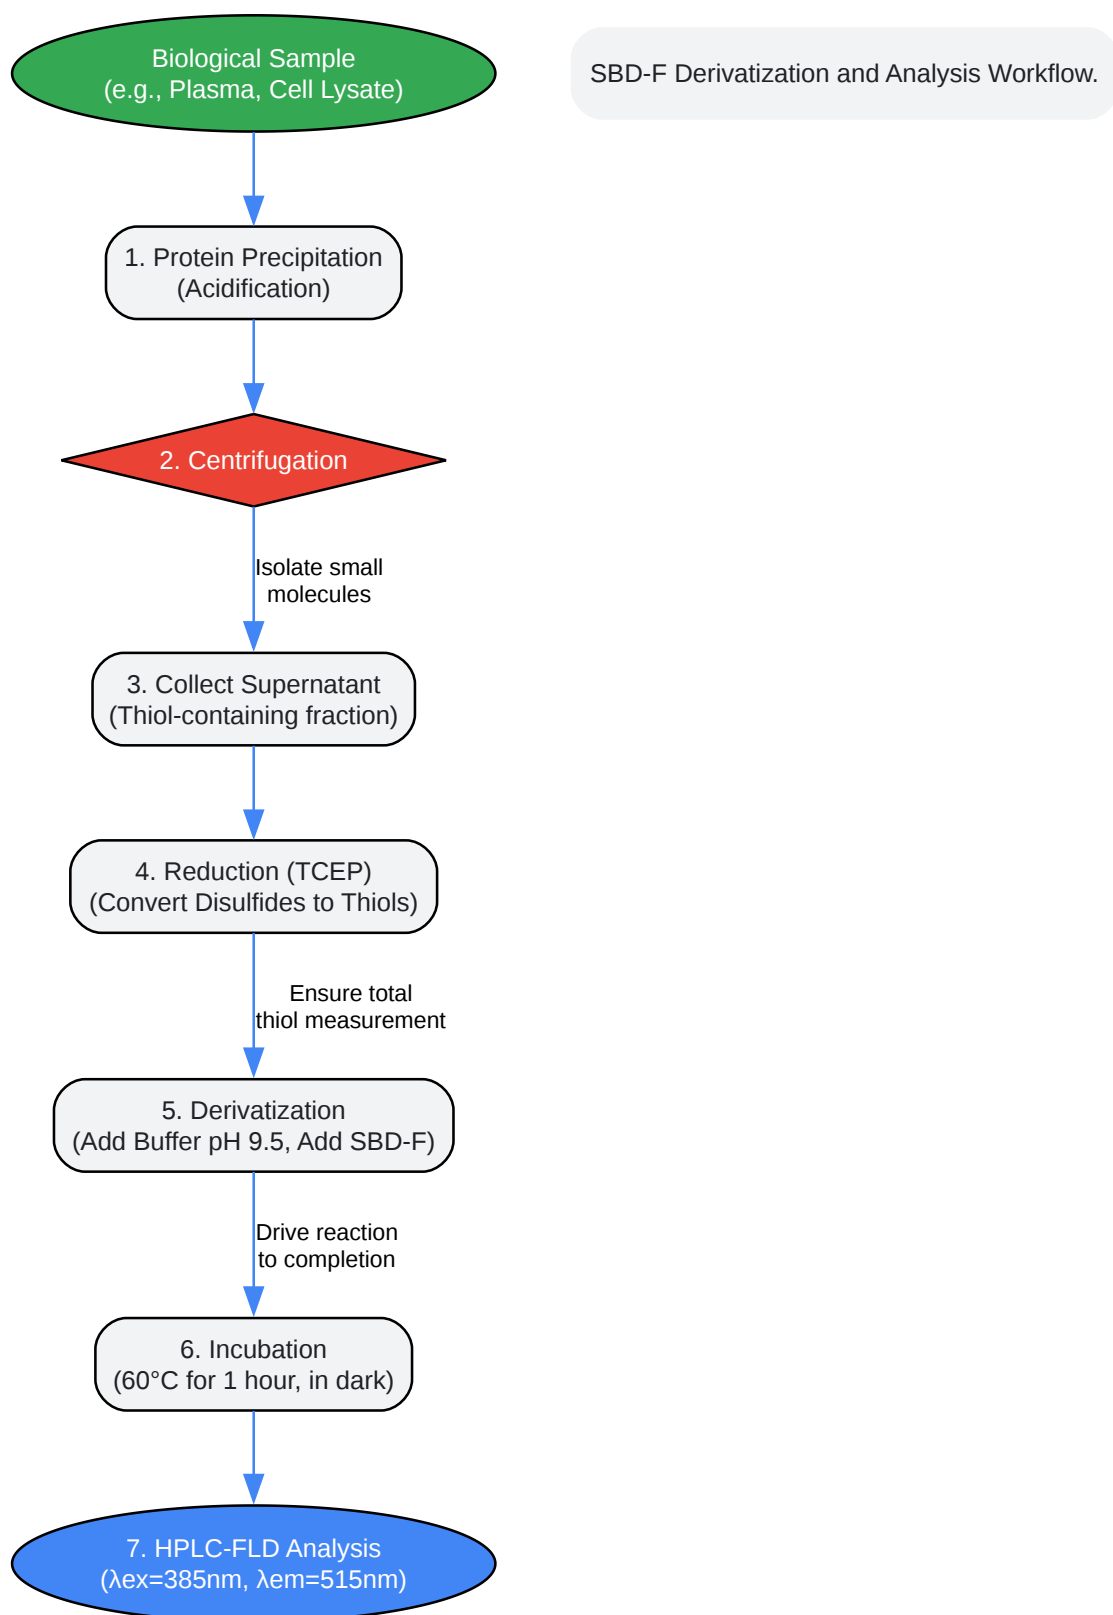 Biological Sample
(e.g., Plasma, Cell Lysate)
SBD-F Derivatization and Analysis Workflow.
1. Protein Precipitation
(Acidification)
2. Centrifugation
Isolate small
molecules
3. Collect Supernatant
(Thiol-containing fraction)
4. Reduction (TCEP)
(Convert Disulfides to Thiols)
Ensure total
thiol measurement
5. Derivatization
(Add Buffer pH 9.5, Add SBD-F)
Drive reaction
to completion
6. Incubation
(60°C for 1 hour, in dark)
7. HPLC-FLD Analysis
(λex=385nm, λem=515nm)